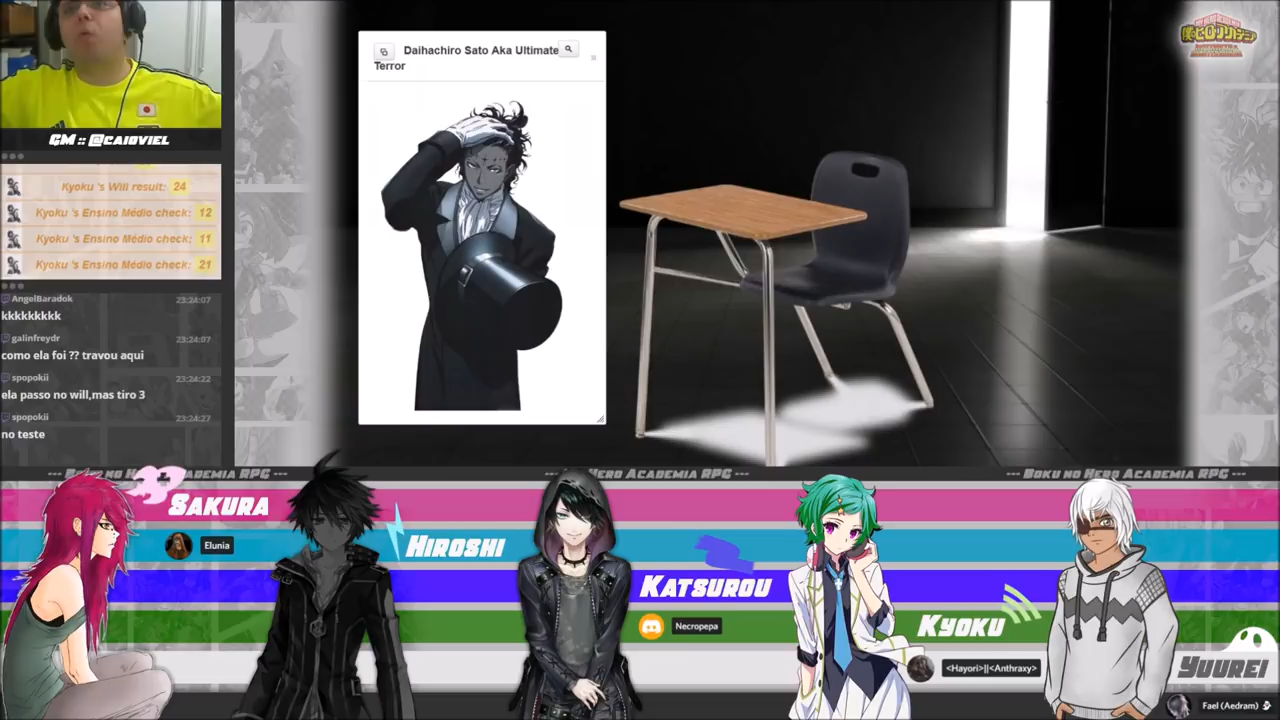 GM :: @CAIOVIEL
Kyoku 's Will result: 24
Kyoku 's Ensino Médio check: 12
Kyoku 's Ensino Médio check: 11
Kyoku 's Ensino Médio check: 21
AngelBaradok 23:24:07
kkkkkkkkk
galinfreydr 23:24:07
como ela foi ?? travou aqui
spopokii 23:24:22
ela passo no will,mas tiro 3
spopokii 23:24:27
no teste
Daihachiro Sato Aka Ultimate
Terror
--- BOKU NO HERO ACADEMIA RPG ---
HERO ACADEMIA RPG ---
--- BOKU NO HERO ACADEMIA RPG ---
SAKURA
Elunia
HIROSHI
KATSUROU
Necropepa
KYOKU
<Hayori>||<Anthraxy>
YUUREI
Fael (Aedram)